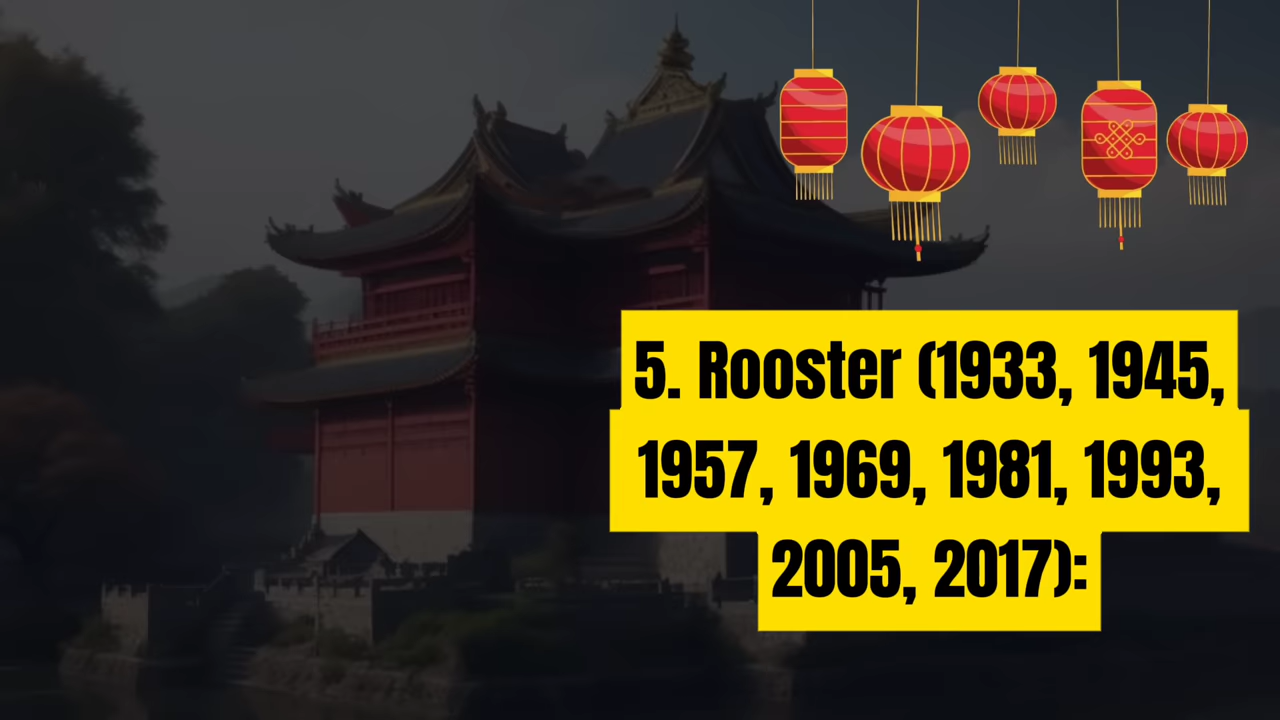 5. Rooster (1933, 1945,
1957, 1969, 1981, 1993,
2005, 2017):